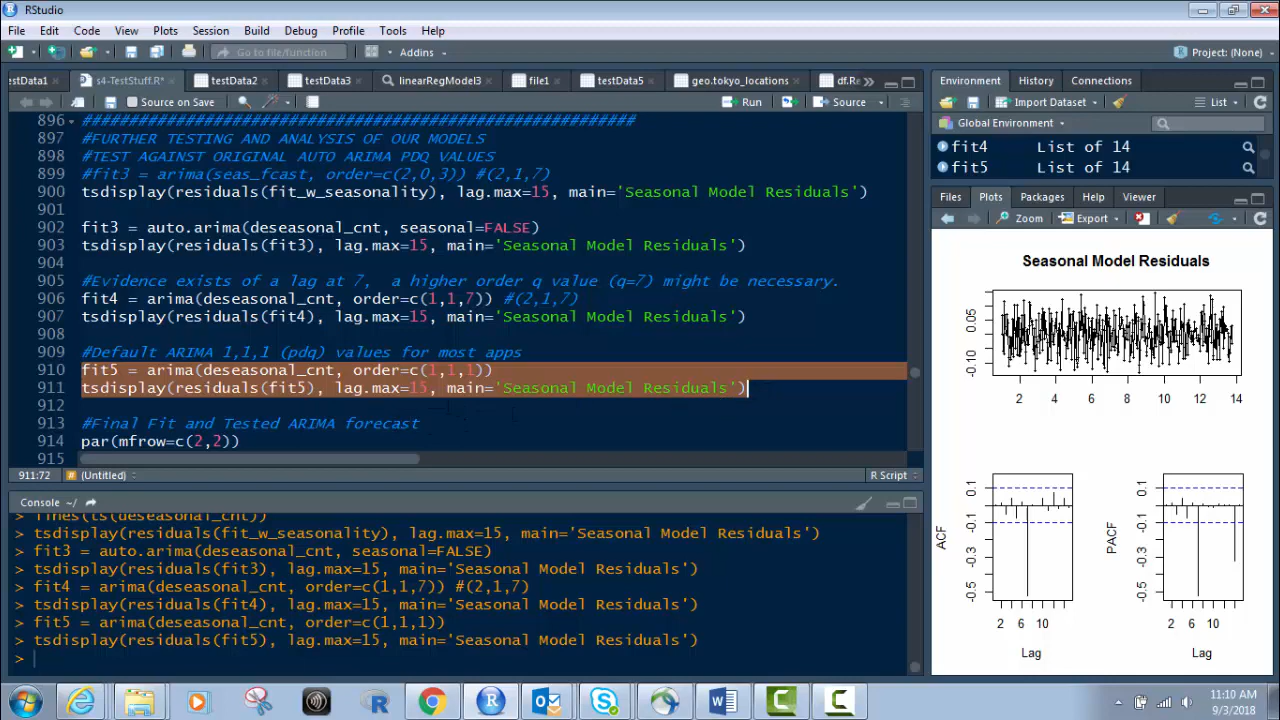 RStudio
File Edit Code View Plots Session Build Debug Profile Tools Help
Go to file/function Addins Project: (None)
estData1 s4-TestStuff.R* testData2 testData3 linearRegModel3 file1 testData5 geo.tokyo_locations df.R
Source on Save Run Source
896 ##########################################################
897 #FURTHER TESTING AND ANALYSIS OF OUR MODELS
898 #TEST AGAINST ORIGINAL AUTO ARIMA PDQ VALUES
899 #fit3 = arima(seas_fcast, order=c(2,0,3)) #(2,1,7)
900 tsdisplay(residuals(fit_w_seasonality), lag.max=15, main='Seasonal Model Residuals')
901
902 fit3 = auto.arima(deseasonal_cnt, seasonal=FALSE)
903 tsdisplay(residuals(fit3), lag.max=15, main='Seasonal Model Residuals')
904
905 #Evidence exists of a lag at 7, a higher order q value (q=7) might be necessary.
906 fit4 = arima(deseasonal_cnt, order=c(1,1,7)) #(2,1,7)
907 tsdisplay(residuals(fit4), lag.max=15, main='Seasonal Model Residuals')
908
909 #Default ARIMA 1,1,1 (pdq) values for most apps
910 fit5 = arima(deseasonal_cnt, order=c(1,1,1))
911 tsdisplay(residuals(fit5), lag.max=15, main='Seasonal Model Residuals')
912
913 #Final Fit and Tested ARIMA forecast
914 par(mfrow=c(2,2))
915
911:72 (Untitled) R Script
Console ~/
> lines(ts(deseasonal_cnt))
> tsdisplay(residuals(fit_w_seasonality), lag.max=15, main='Seasonal Model Residuals')
> fit3 = auto.arima(deseasonal_cnt, seasonal=FALSE)
> tsdisplay(residuals(fit3), lag.max=15, main='Seasonal Model Residuals')
> fit4 = arima(deseasonal_cnt, order=c(1,1,7)) #(2,1,7)
> tsdisplay(residuals(fit4), lag.max=15, main='Seasonal Model Residuals')
> fit5 = arima(deseasonal_cnt, order=c(1,1,1))
> tsdisplay(residuals(fit5), lag.max=15, main='Seasonal Model Residuals')
>
Environment History Connections
Import Dataset List
Global Environment
fit4 List of 14
fit5 List of 14
Files Plots Packages Help Viewer
Zoom Export
Seasonal Model Residuals
0.05
-0.10
2 4 6 8 10 12 14
ACF
0.1
-0.1
-0.3
-0.5
2 6 10
Lag
PACF
0.1
-0.1
-0.3
-0.5
2 6 10
Lag
11:10 AM
9/3/2018